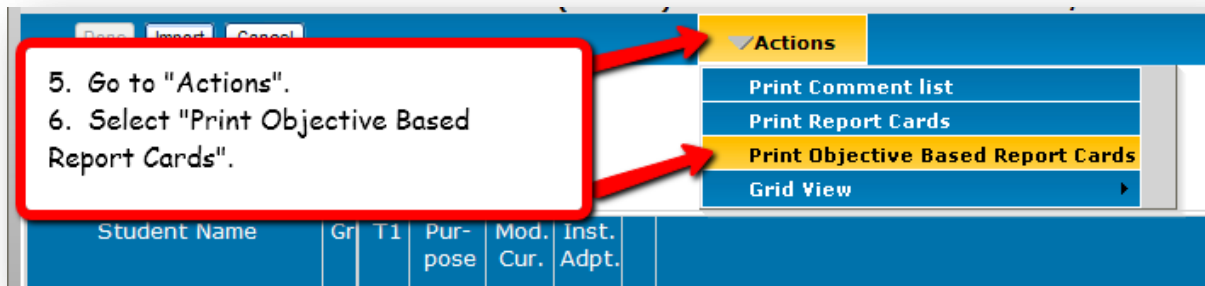 Import Cancel
Actions
5. Go to "Actions".
6. Select "Print Objective Based
Report Cards".
Print Comment list
Print Report Cards
Print Objective Based Report Cards
Grid View
Student Name Gr T1 Pur- Mod. Inst.
pose Cur. Adpt.